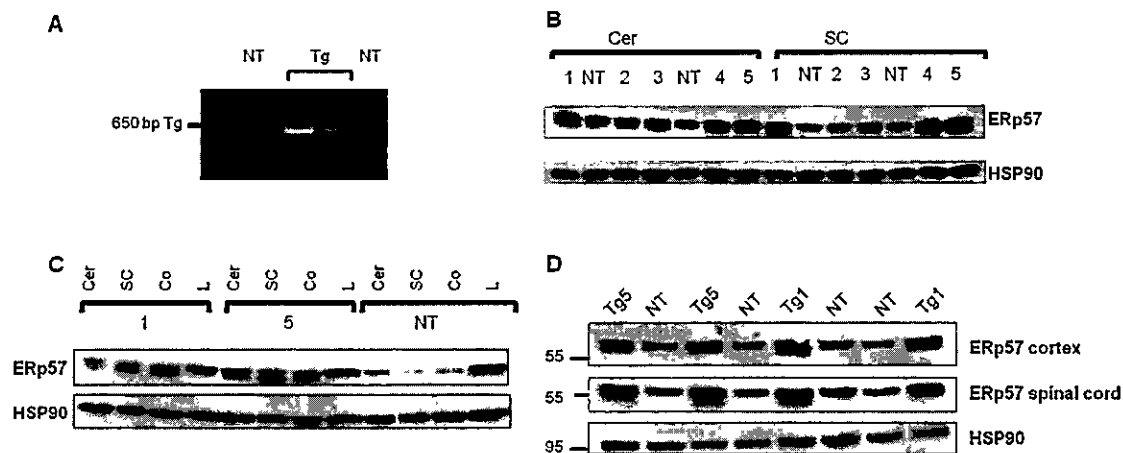 A
NT Tg NT
650 bp Tg
B
Cer SC
1 NT 2 3 NT 4 5 1 NT 2 3 NT 4 5
ERp57
HSP90
C
Cer SC Co L Cer SC Co L Cer SC Co L
1 5 NT
ERp57
HSP90
D
Tg5 NT Tg5 NT Tg1 NT NT Tg1
55 ERp57 cortex
55 ERp57 spinal cord
95 HSP90